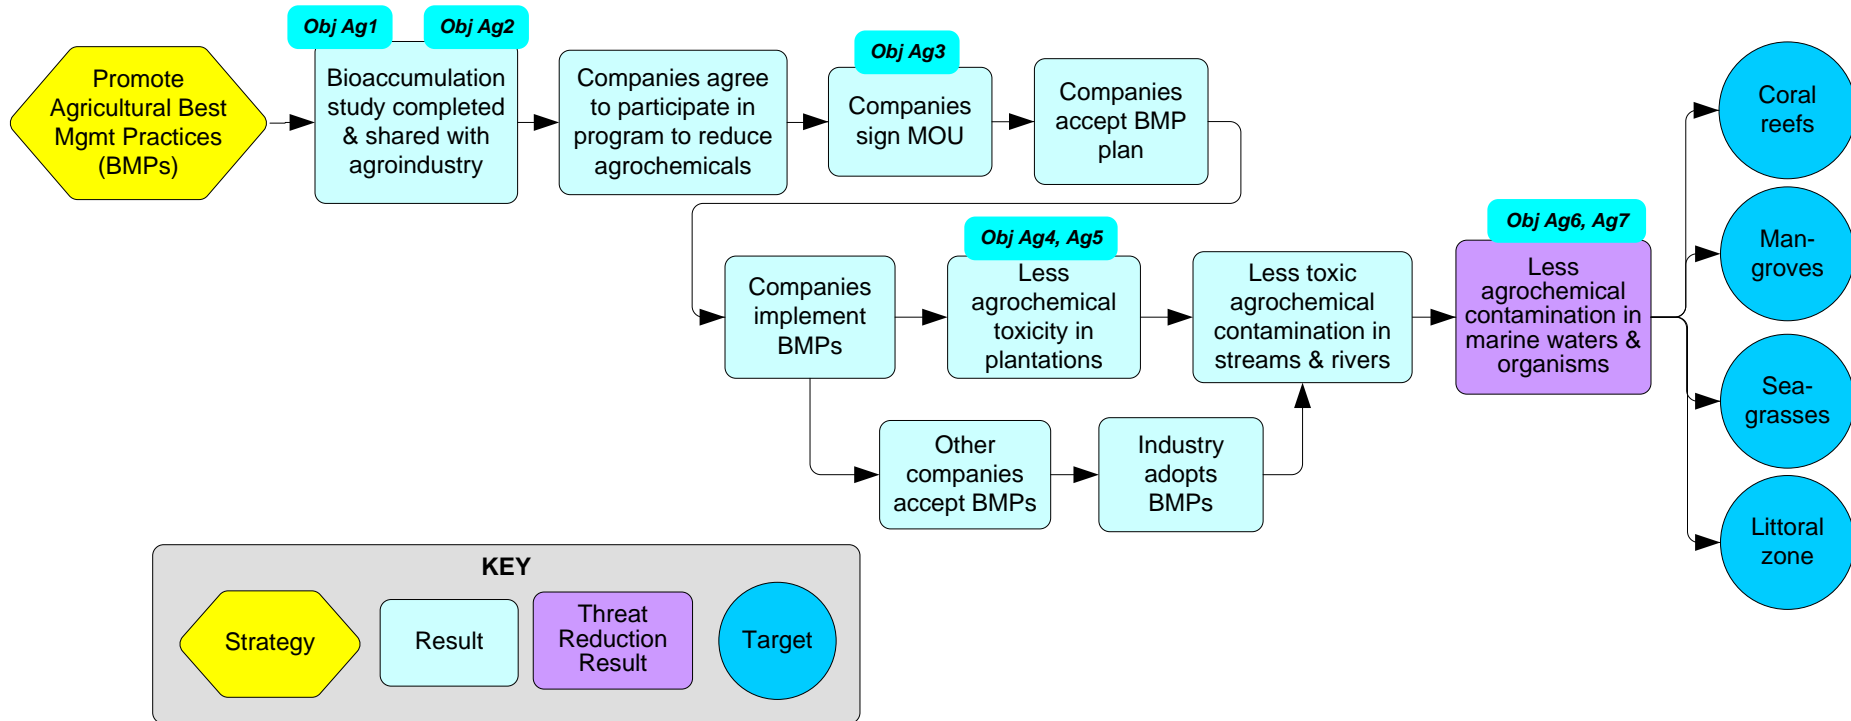 Obj Ag1
Obj Ag2
Promote
Agricultural Best
Mgmt Practices
(BMPs)
Bioaccumulation
study completed
& shared with
agroindustry
Companies agree
to participate in
program to reduce
agrochemicals
Obj Ag3
Companies
sign MOU
Companies
accept BMP
plan
Coral
reefs
Companies
implement
BMPs
Obj Ag4, Ag5
Less
agrochemical
toxicity in
plantations
Less toxic
agrochemical
contamination in
streams & rivers
Obj Ag6, Ag7
Less
agrochemical
contamination in
marine waters &
organisms
Man-
groves
Other
companies
accept BMPs
Industry
adopts
BMPs
Sea-
grasses
Littoral
zone
KEY
Strategy
Result
Threat
Reduction
Result
Target